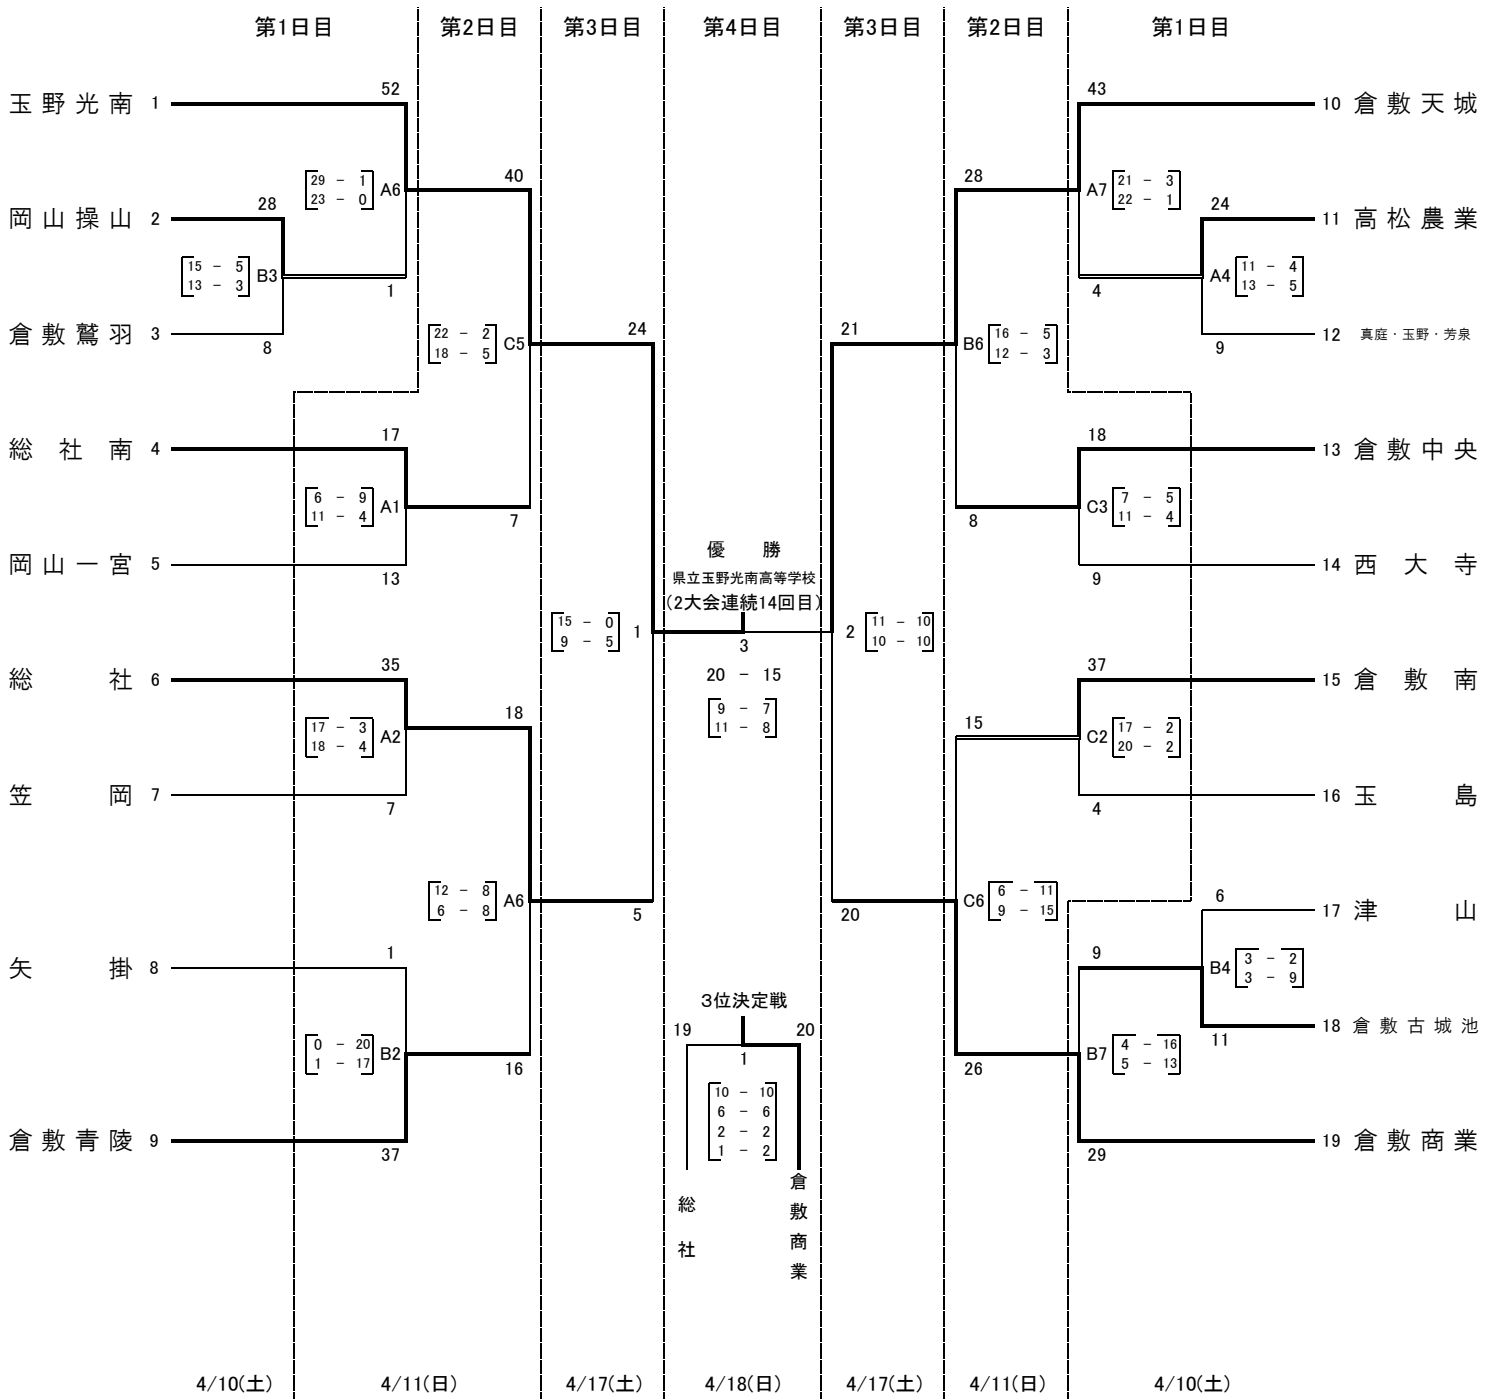 第1日目 第2日目 第3日目 第4日目 第3日目 第2日目 第1日目
52
玉野光南 1
29 - 1
23 - 0
A6
40
28
岡山操山 2
15 - 5
13 - 3
B3
1
倉敷鷲羽 3
8
22 - 2
18 - 5
C5
24
17
総社南 4
6 - 9
11 - 4
A1
7
岡山一宮 5
13
15 - 0
9 - 5
1
35
総社 6
17 - 3
18 - 4
A2
18
笠岡 7
7
12 - 8
6 - 8
A6
5
1
矢掛 8
0 - 20
1 - 17
B2
16
倉敷青陵 9
37
優勝
県立玉野光南高等学校
(2大会連続14回目)
3
20 - 15
9 - 7
11 - 8
3位決定戦
19 20
1
10 - 10
6 - 6
2 - 2
1 - 2
総社
倉敷商業
43
10 倉敷天城
28
A7
21 - 3
22 - 1
24
11 高松農業
4
A4
11 - 4
13 - 5
12 真庭・玉野・芳泉
9
21
B6
16 - 5
12 - 3
18
13 倉敷中央
C3
7 - 5
11 - 4
8
14 西大寺
9
2
11 - 10
10 - 10
37
15 倉敷南
15
C2
17 - 2
20 - 2
16 玉島
4
C6
6 - 11
9 - 15
20
6
17 津山
9
B4
3 - 2
3 - 9
18 倉敷古城池
11
B7
4 - 16
5 - 13
26
19 倉敷商業
29
4/10(土) 4/11(日) 4/17(土) 4/18(日) 4/17(土) 4/11(日) 4/10(土)